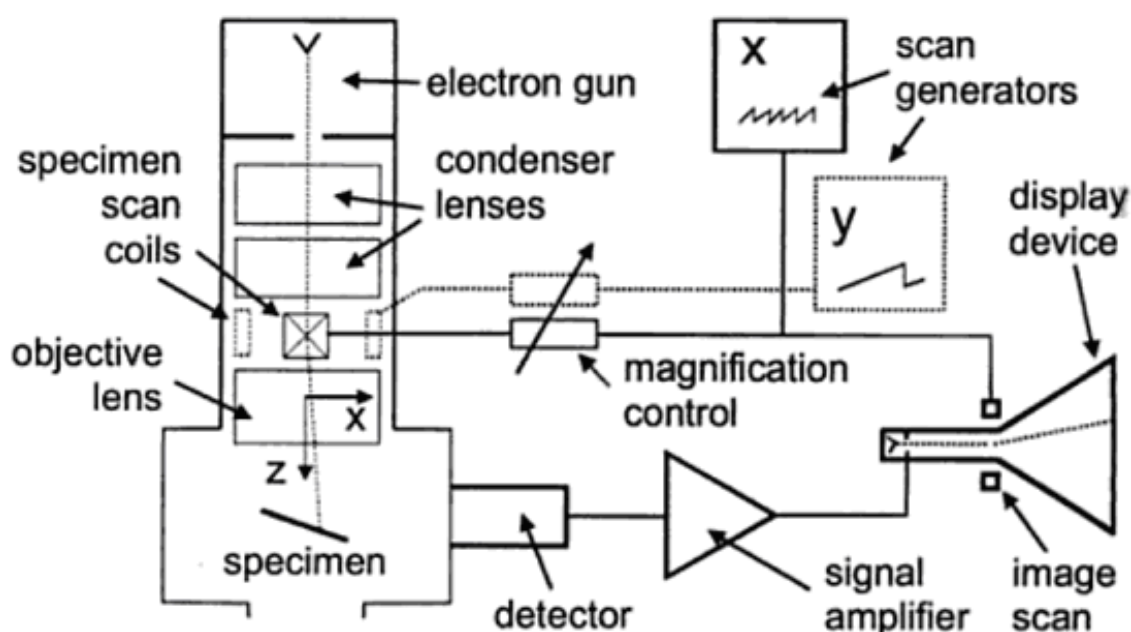 electron gun
specimen
scan
coils
condenser
lenses
objective
lens
x
z
specimen
detector
x
scan
generators
y
display
device
magnification
control
signal
amplifier
image
scan